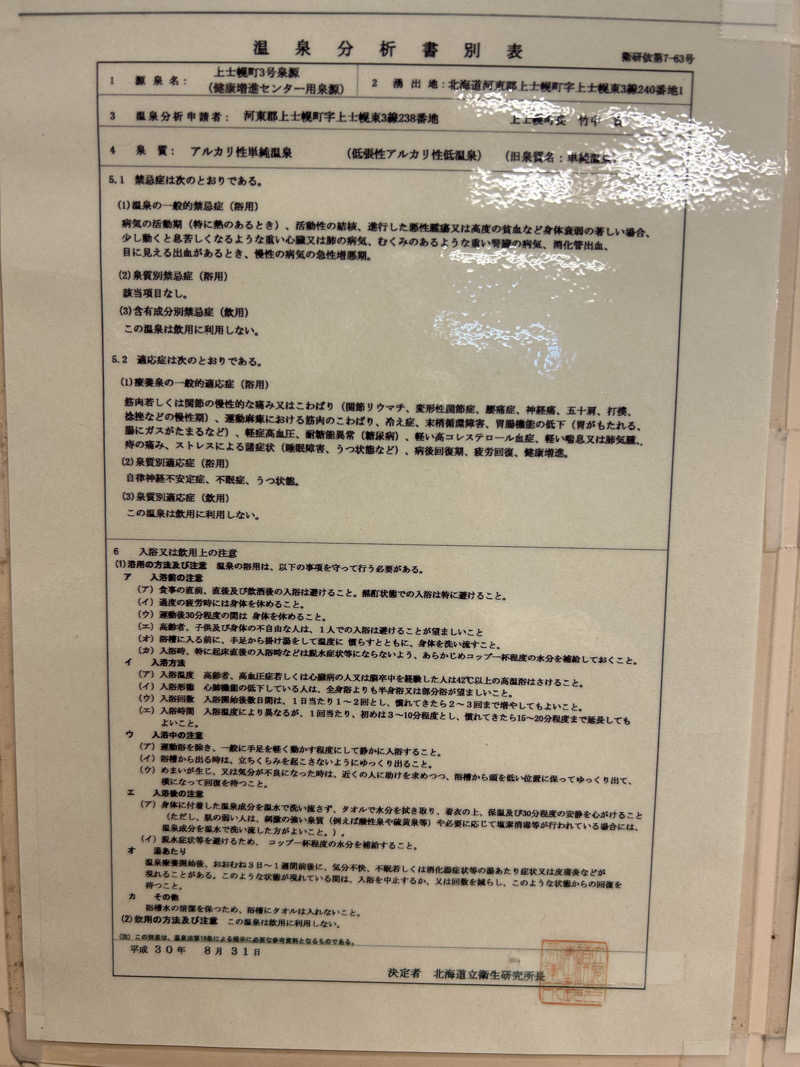 温泉分析書別表
衛研依第7-63号
1 源泉名： 上士幌町3号泉源
（健康増進センター用泉源）
2 湧出地：北海道河東郡上士幌町字上士幌東3線240番地1
3 温泉分析申請者： 河東郡上士幌町字上士幌東3線238番地 上士幌町長 竹中
4 泉質： アルカリ性単純温泉 （低張性アルカリ性低温泉） （旧泉質名：単純温泉
5.1 禁忌症は次のとおりである。
(1)温泉の一般的禁忌症（浴用）
病気の活動期（特に熱のあるとき）、活動性の結核、進行した悪性腫瘍又は高度の貧血など身体衰弱の著しい場合、
少し動くと息苦しくなるような重い心臓又は肺の病気、むくみのあるような重い腎臓の病気、消化管出血、
目に見える出血があるとき、慢性の病気の急性増悪期。
(2)泉質別禁忌症（浴用）
該当項目なし。
(3)含有成分別禁忌症（飲用）
この温泉は飲用に利用しない。
5.2 適応症は次のとおりである。
(1)療養泉の一般的適応症（浴用）
筋肉若しくは関節の慢性的な痛み又はこわばり（関節リウマチ、変形性関節症、腰痛症、神経痛、五十肩、打撲、
捻挫などの慢性期）、運動麻痺における筋肉のこわばり、冷え症、末梢循環障害、胃腸機能の低下（胃がもたれる、
腸にガスがたまるなど）、軽症高血圧、耐糖能異常（糖尿病）、軽い高コレステロール血症、軽い喘息又は肺気腫、
痔の痛み、ストレスによる諸症状（睡眠障害、うつ状態など）、病後回復期、疲労回復、健康増進。
(2)泉質別適応症（浴用）
自律神経不安定症、不眠症、うつ状態。
(3)泉質別適応症（飲用）
この温泉は飲用に利用しない。
6 入浴又は飲用上の注意
(1)浴用の方法及び注意 温泉の浴用は、以下の事項を守って行う必要がある。
ア 入浴前の注意
（ア）食事の直前、直後及び飲酒後の入浴は避けること。酩酊状態での入浴は特に避けること。
（イ）過度の疲労時には身体を休めること。
（ウ）運動後30分程度の間は 身体を休めること。
（エ）高齢者、子供及び身体の不自由な人は、1人での入浴は避けることが望ましいこと
（オ）浴槽に入る前に、手足から掛け湯をして温度に 慣らすとともに、身体を洗い流すこと。
（カ）入浴時、特に起床直後の入浴時などは脱水症状等にならないよう、あらかじめコップ一杯程度の水分を補給しておくこと。
イ 入浴方法
（ア）入浴温度 高齢者、高血圧症若しくは心臓病の人又は脳卒中を経験した人は42℃以上の高温浴はさけること。
（イ）入浴形態 心肺機能の低下している人は、全身浴よりも半身浴又は部分浴が望ましいこと。
（ウ）入浴回数 入浴開始後数日間は、1日当たり1～2回とし、慣れてきたら2～3回まで増やしてもよいこと。
（エ）入浴時間 入浴温度により異なるが、1回当たり、初めは3～10分程度とし、慣れてきたら15～20分程度まで延長しても
よいこと。
ウ 入浴中の注意
（ア）運動浴を除き、一般に手足を軽く動かす程度にして静かに入浴すること。
（イ）浴槽から出る時は、立ちくらみを起こさないようにゆっくり出ること。
（ウ）めまいが生じ、又は気分が不良になった時は、近くの人に助けを求めつつ、浴槽から頭を低い位置に保ってゆっくり出て、
横になって回復を待つこと。
エ 入浴後の注意
（ア）身体に付着した温泉成分を温水で洗い流さず、タオルで水分を拭き取り、着衣の上、保温及び30分程度の安静を心がけること
（ただし、肌の弱い人は、刺激の強い泉質（例えば酸性泉や硫黄泉等）や必要に応じて塩素消毒等が行われている場合には、
温泉成分を温水で洗い流した方がよいこと。）。
（イ）脱水症状等を避けるため、 コップ一杯程度の水分を補給すること。
オ 湯あたり
温泉療養開始後、おおむね3日～1週間前後に、気分不快、不眠若しくは消化器症状等の湯あたり症状又は皮膚炎などが
現れることがある。このような状態が現れている間は、入浴を中止するか、又は回数を減らし、このような状態からの回復を
待つこと。
カ その他
浴槽水の清潔を保つため、浴槽にタオルは入れないこと。
(2)飲用の方法及び注意 この温泉は飲用に利用しない。
(注) この別表は、温泉法第18条による掲示に必要な参考資料となるものである。
平成30年 8月31日
決定者 北海道立衛生研究所長